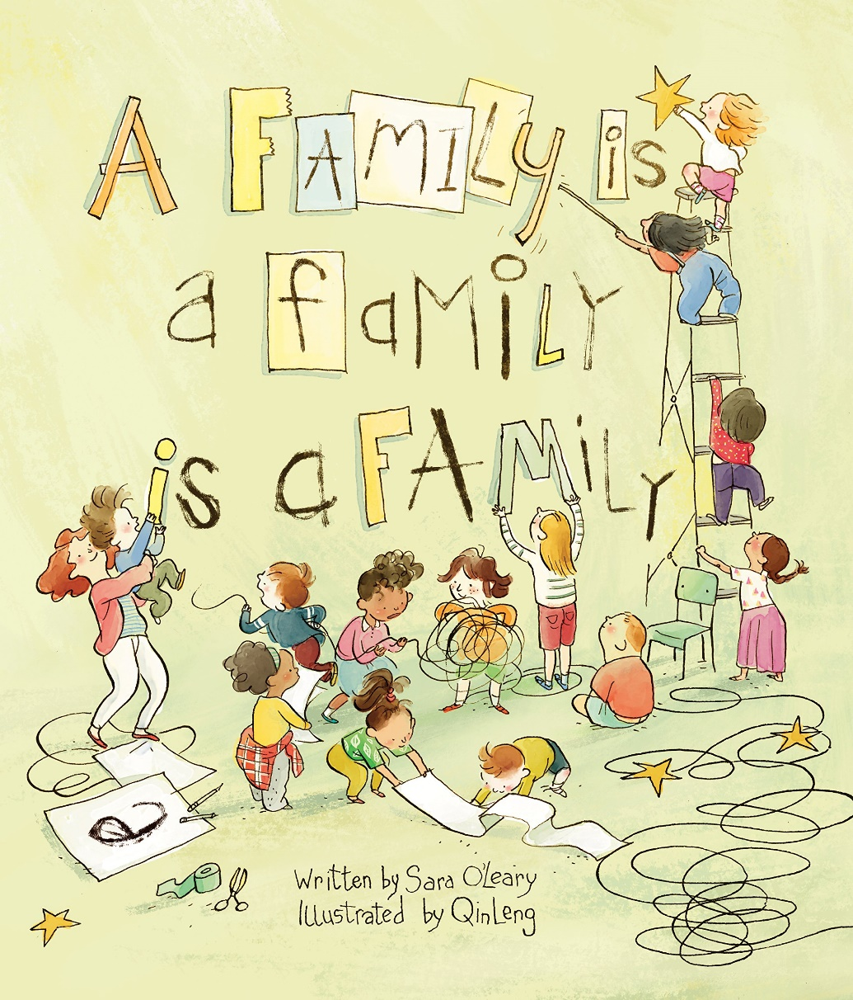 A FAMILy is
a faMiLY
is a FAMiLY
a
Written by Sara O'Leary
Illustrated by Qin Leng